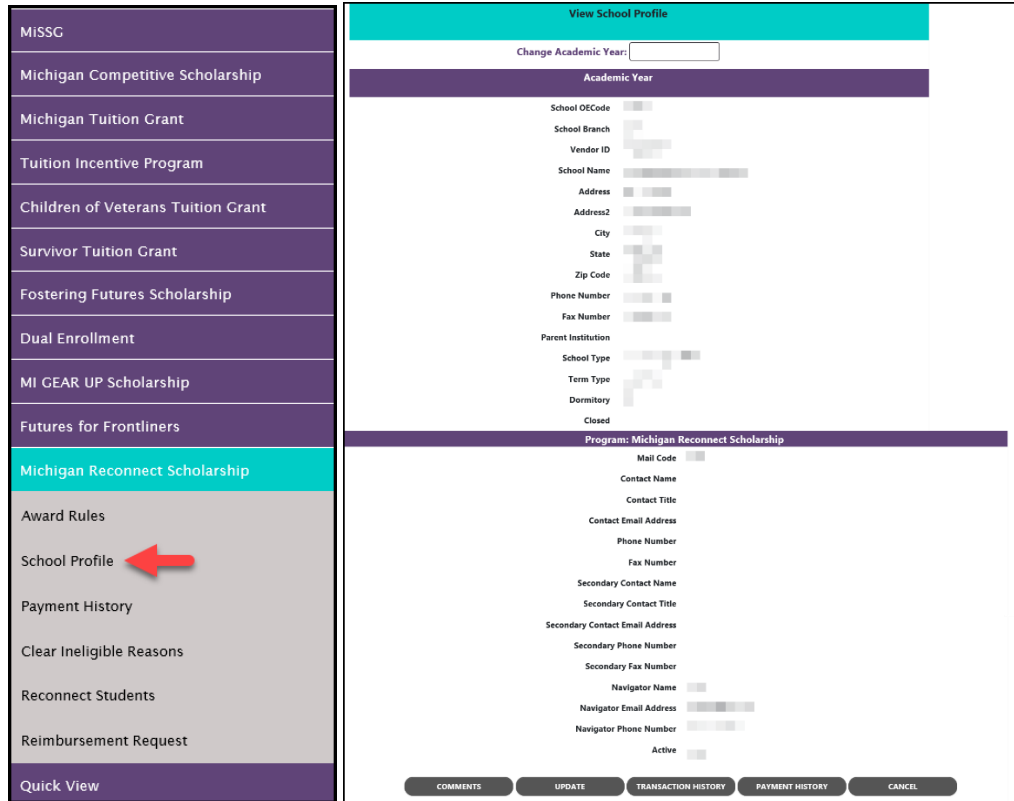 MiSSG
Michigan Competitive Scholarship
Michigan Tuition Grant
Tuition Incentive Program
Children of Veterans Tuition Grant
Survivor Tuition Grant
Fostering Futures Scholarship
Dual Enrollment
MI GEAR UP Scholarship
Futures for Frontliners
Michigan Reconnect Scholarship
Award Rules
School Profile
Payment History
Clear Ineligible Reasons
Reconnect Students
Reimbursement Request
Quick View
View School Profile
Change Academic Year:
Academic Year
School OECode
School Branch
Vendor ID
School Name
Address
Address2
City
State
Zip Code
Phone Number
Fax Number
Parent Institution
School Type
Term Type
Dormitory
Closed
Program: Michigan Reconnect Scholarship
Mail Code
Contact Name
Contact Title
Contact Email Address
Phone Number
Fax Number
Secondary Contact Name
Secondary Contact Title
Secondary Contact Email Address
Secondary Phone Number
Secondary Fax Number
Navigator Name
Navigator Email Address
Navigator Phone Number
Active
COMMENTS UPDATE TRANSACTION HISTORY PAYMENT HISTORY CANCEL